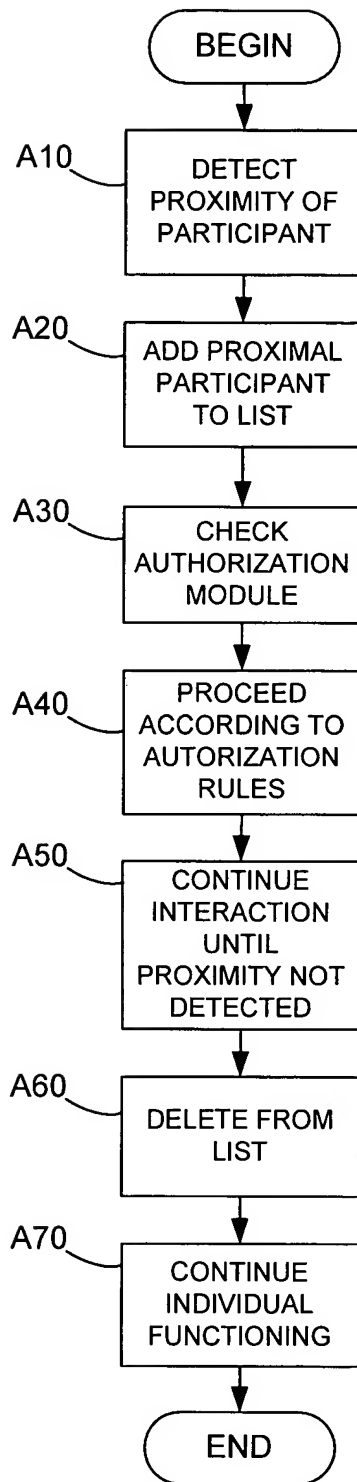 BEGIN
A10
DETECT
PROXIMITY OF
PARTICIPANT
A20
ADD PROXIMAL
PARTICIPANT
TO LIST
A30
CHECK
AUTHORIZATION
MODULE
A40
PROCEED
ACCORDING TO
AUTORIZATION
RULES
A50
CONTINUE
INTERACTION
UNTIL
PROXIMITY NOT
DETECTED
A60
DELETE FROM
LIST
A70
CONTINUE
INDIVIDUAL
FUNCTIONING
END